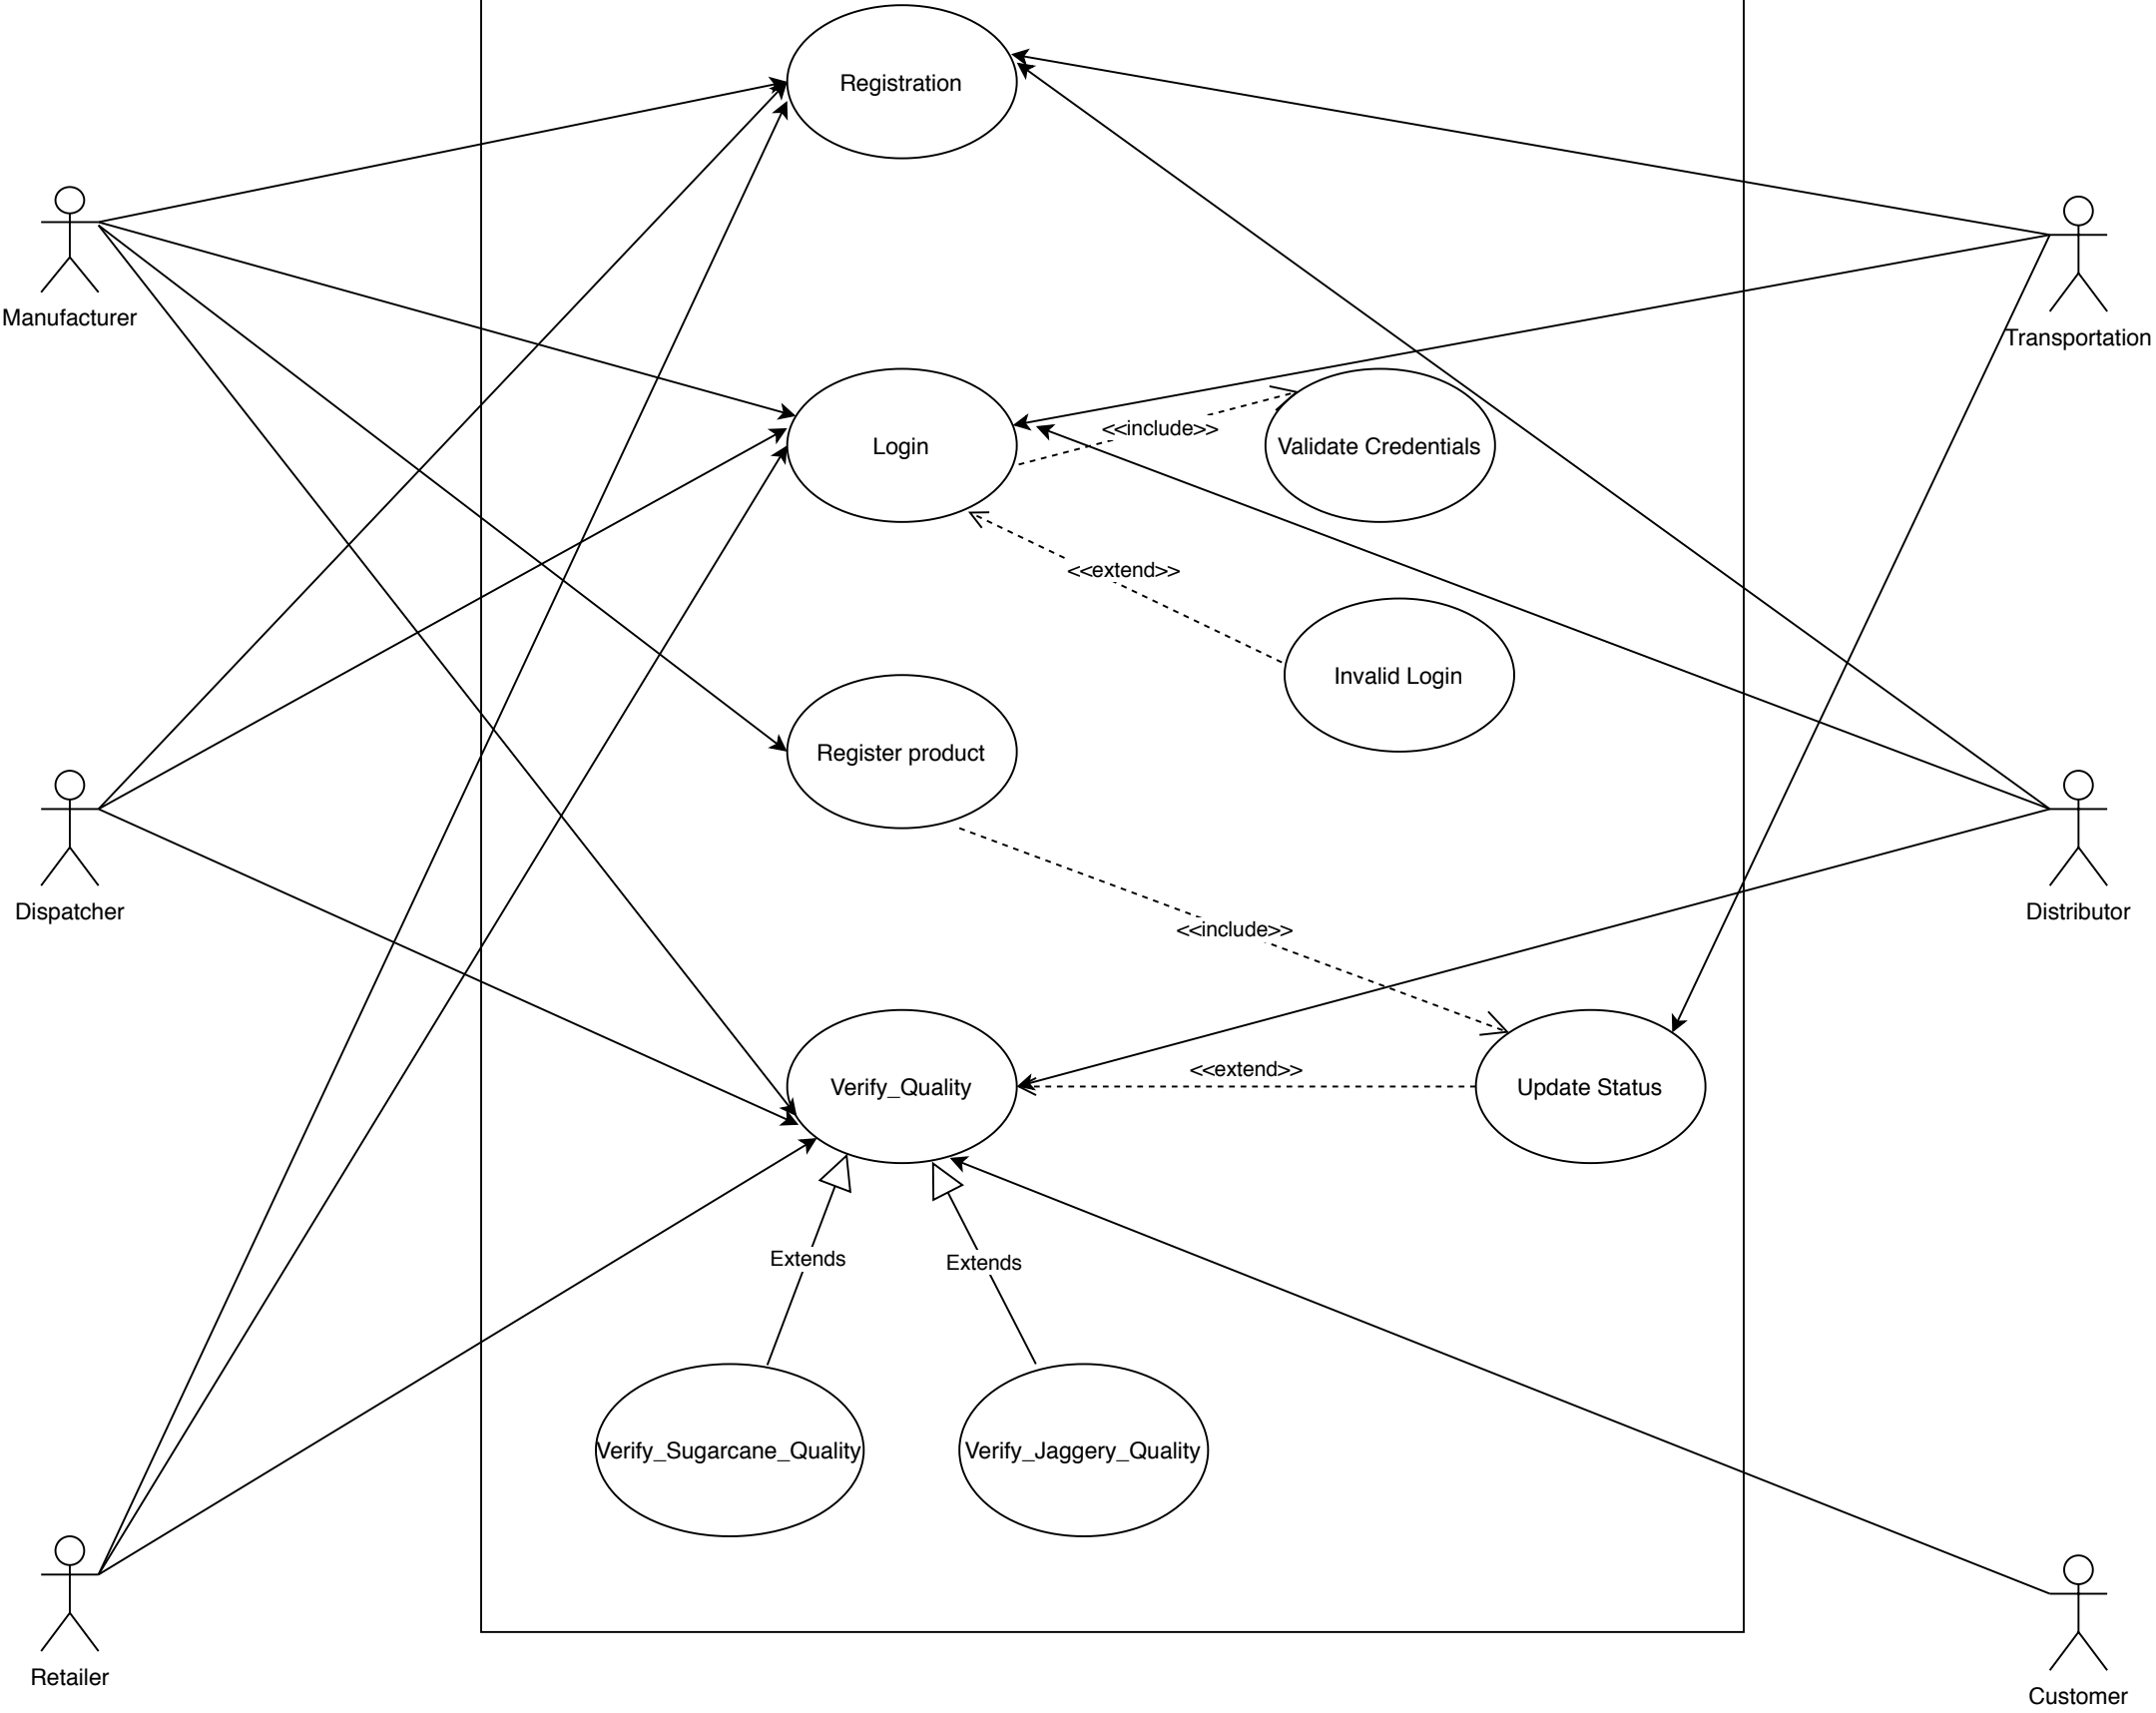 Registration
Manufacturer
Transportation
<<include>>
Login
Validate Credentials
<<extend>>
Invalid Login
Register product
Dispatcher
Distributor
<<include>>
<<extend>>
Verify_Quality
Update Status
Extends
Extends
Verify_Sugarcane_Quality
Verify_Jaggery_Quality
Retailer
Customer